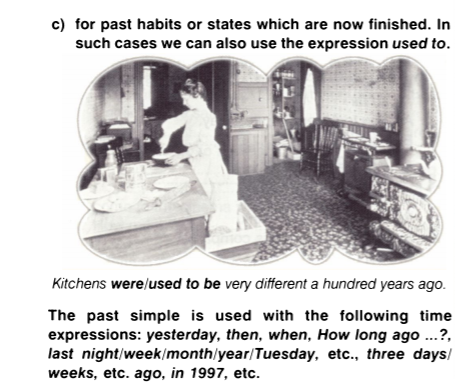 c) for past habits or states which are now finished. In
such cases we can also use the expression used to.
Kitchens were/used to be very different a hundred years ago.
The past simple is used with the following time
expressions: yesterday, then, when, How long ago ...?,
last night/week/month/year/Tuesday, etc., three days/
weeks, etc. ago, in 1997, etc.